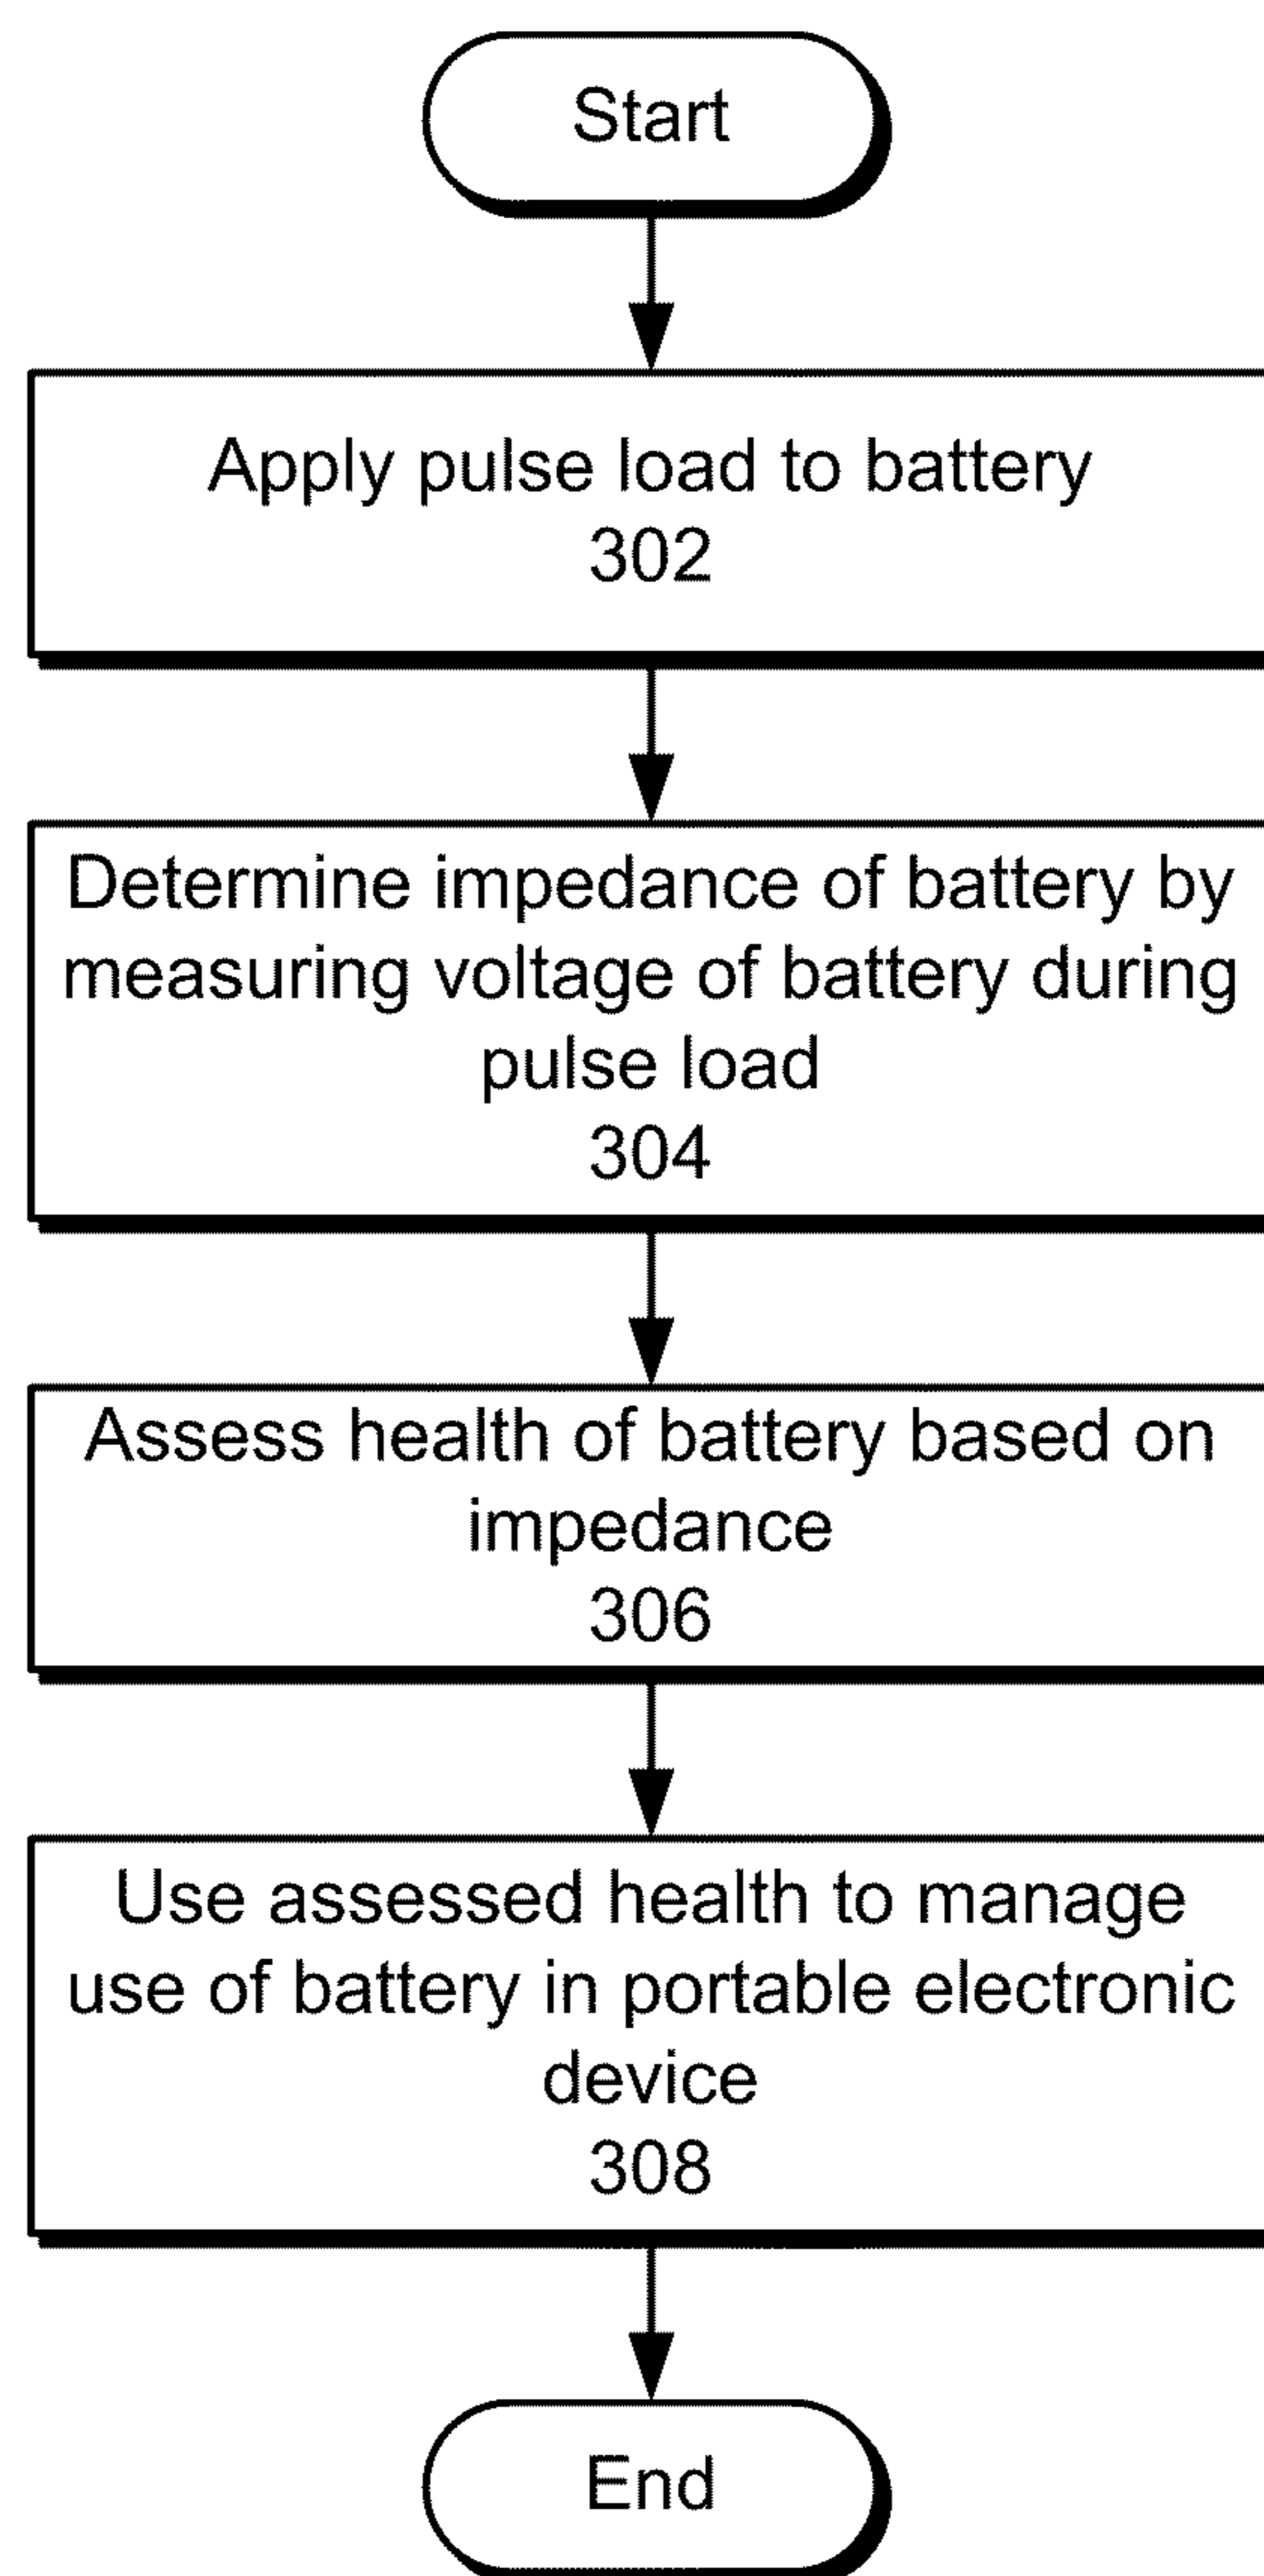 Start
Apply pulse load to battery
302
Determine impedance of battery by
measuring voltage of battery during
pulse load
304
Assess health of battery based on
impedance
306
Use assessed health to manage
use of battery in portable electronic
device
308
End